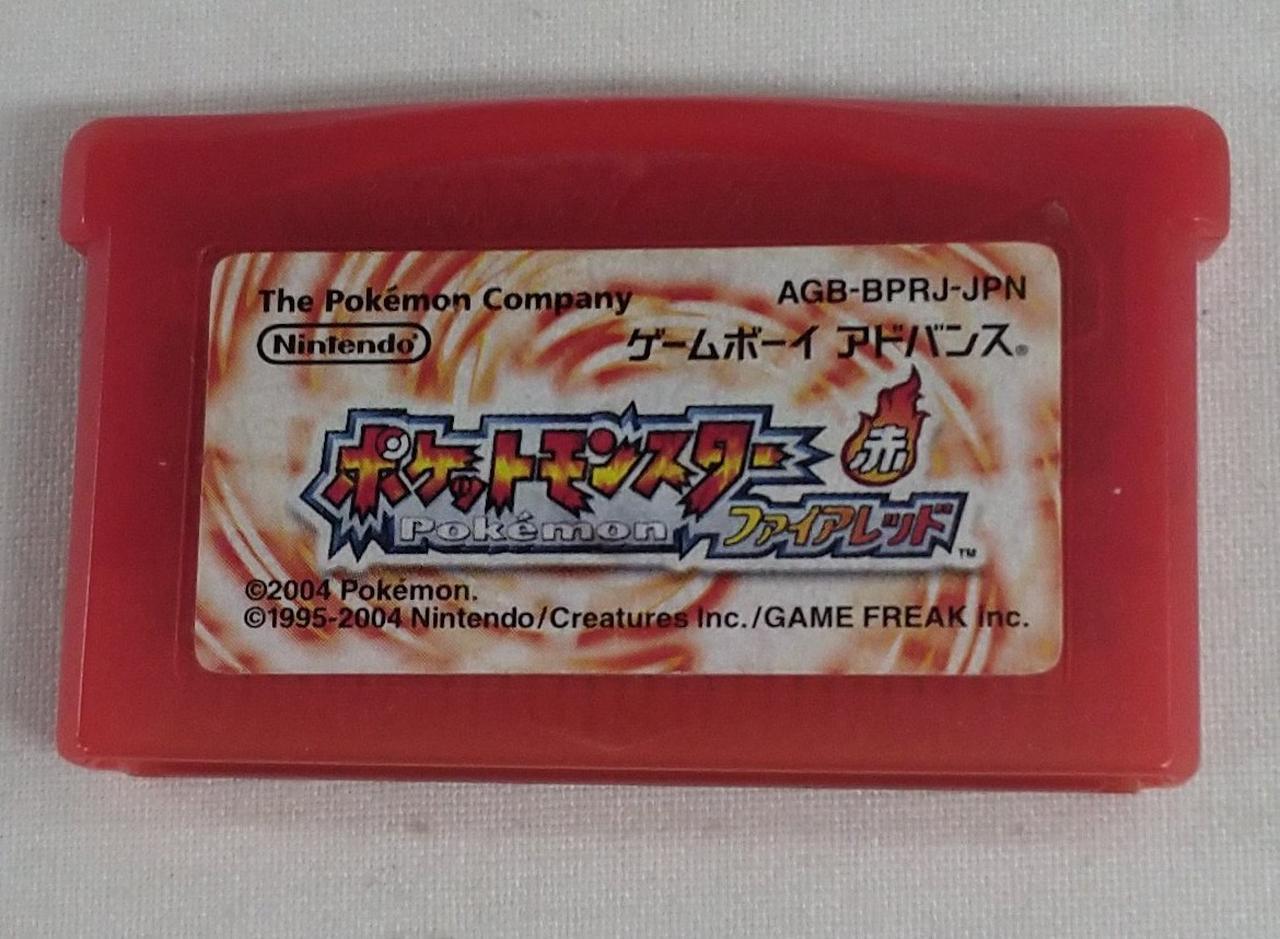 The Pokémon Company
AGB-BPRJ-JPN
Nintendo®
ゲームボーイ アドバンス®
ポケットモンスター
赤
Pokémon
ファイアレッド™
©2004 Pokémon.
©1995-2004 Nintendo/Creatures Inc./GAME FREAK inc.